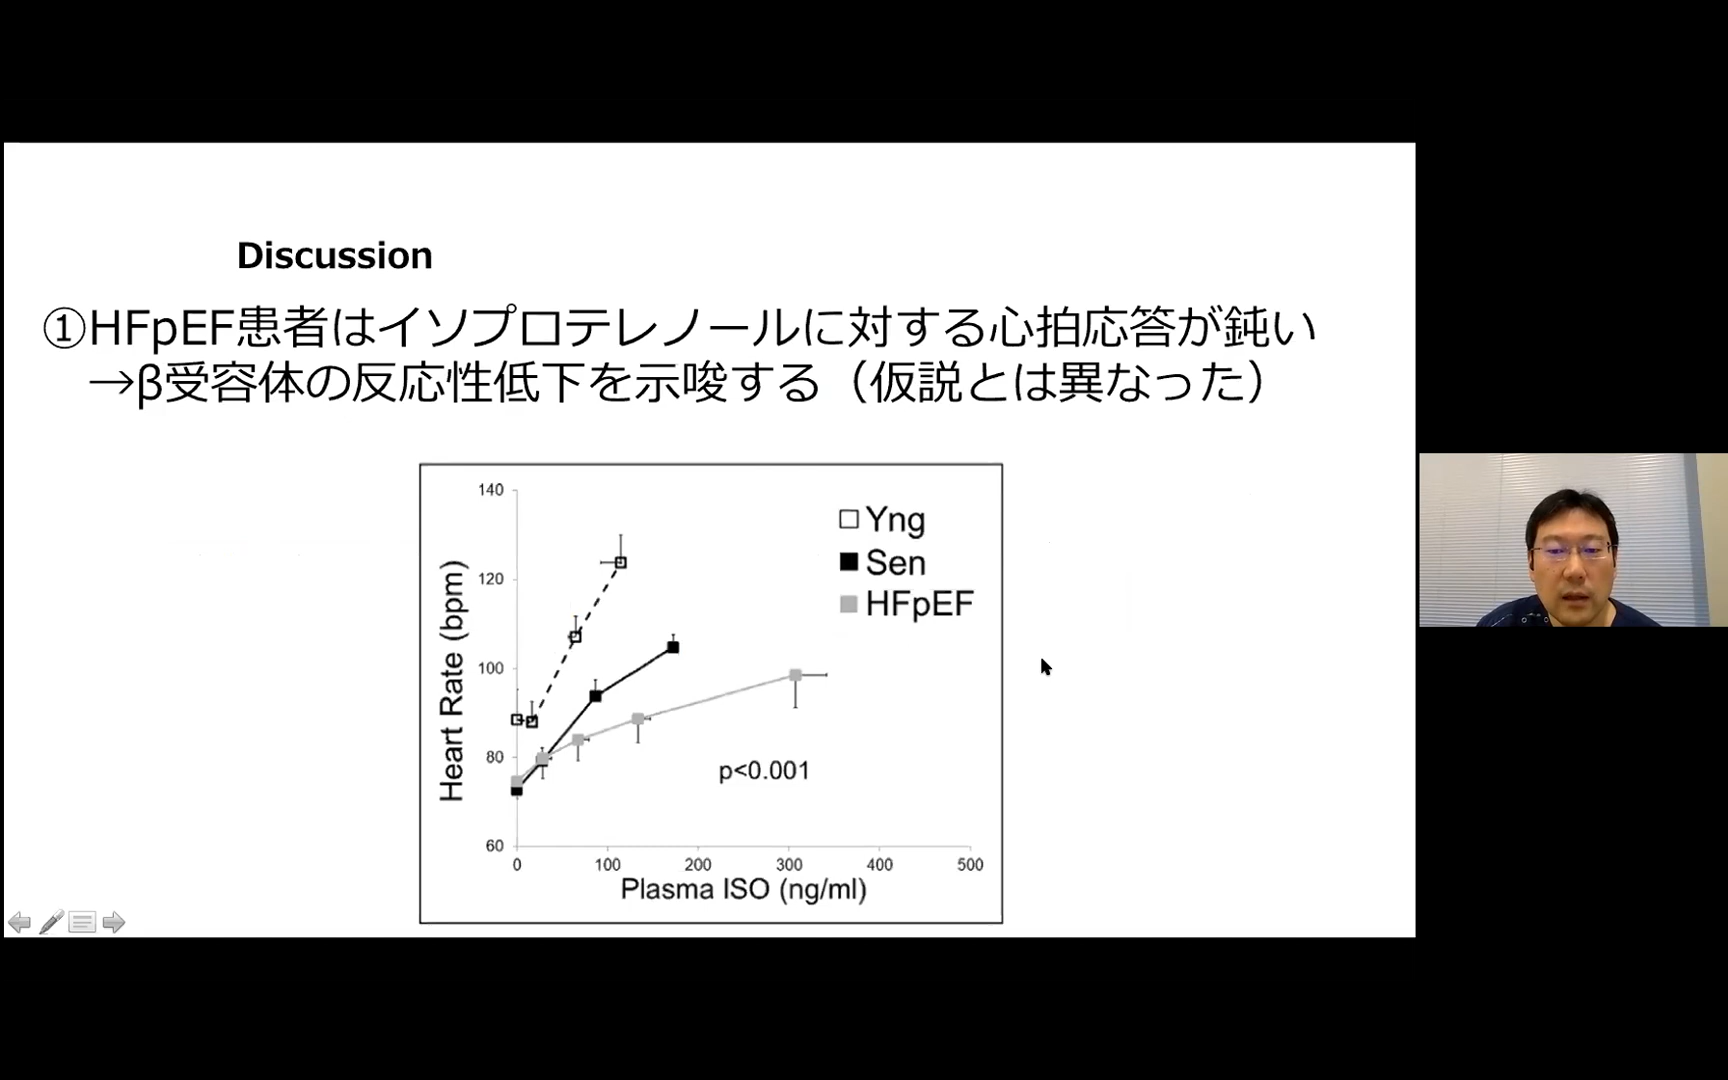 Discussion
①HFpEF患者はイソプロテレノールに対する心拍応答が鈍い
→β受容体の反応性低下を示唆する（仮説とは異なった）
140
120
100
80
60
Heart Rate (bpm)
Yng
Sen
HFpEF
p<0.001
0 100 200 300 400 500
Plasma ISO (ng/ml)